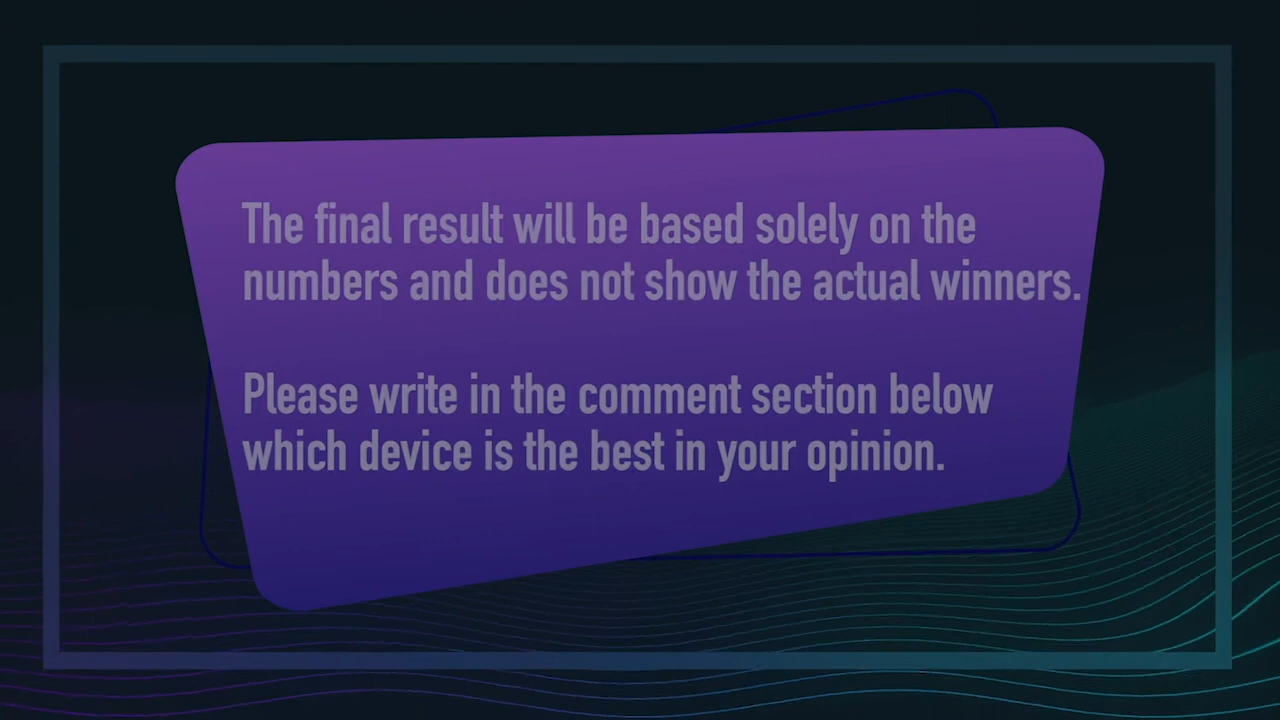 The final result will be based solely on the
numbers and does not show the actual winners.
Please write in the comment section below
which device is the best in your opinion.